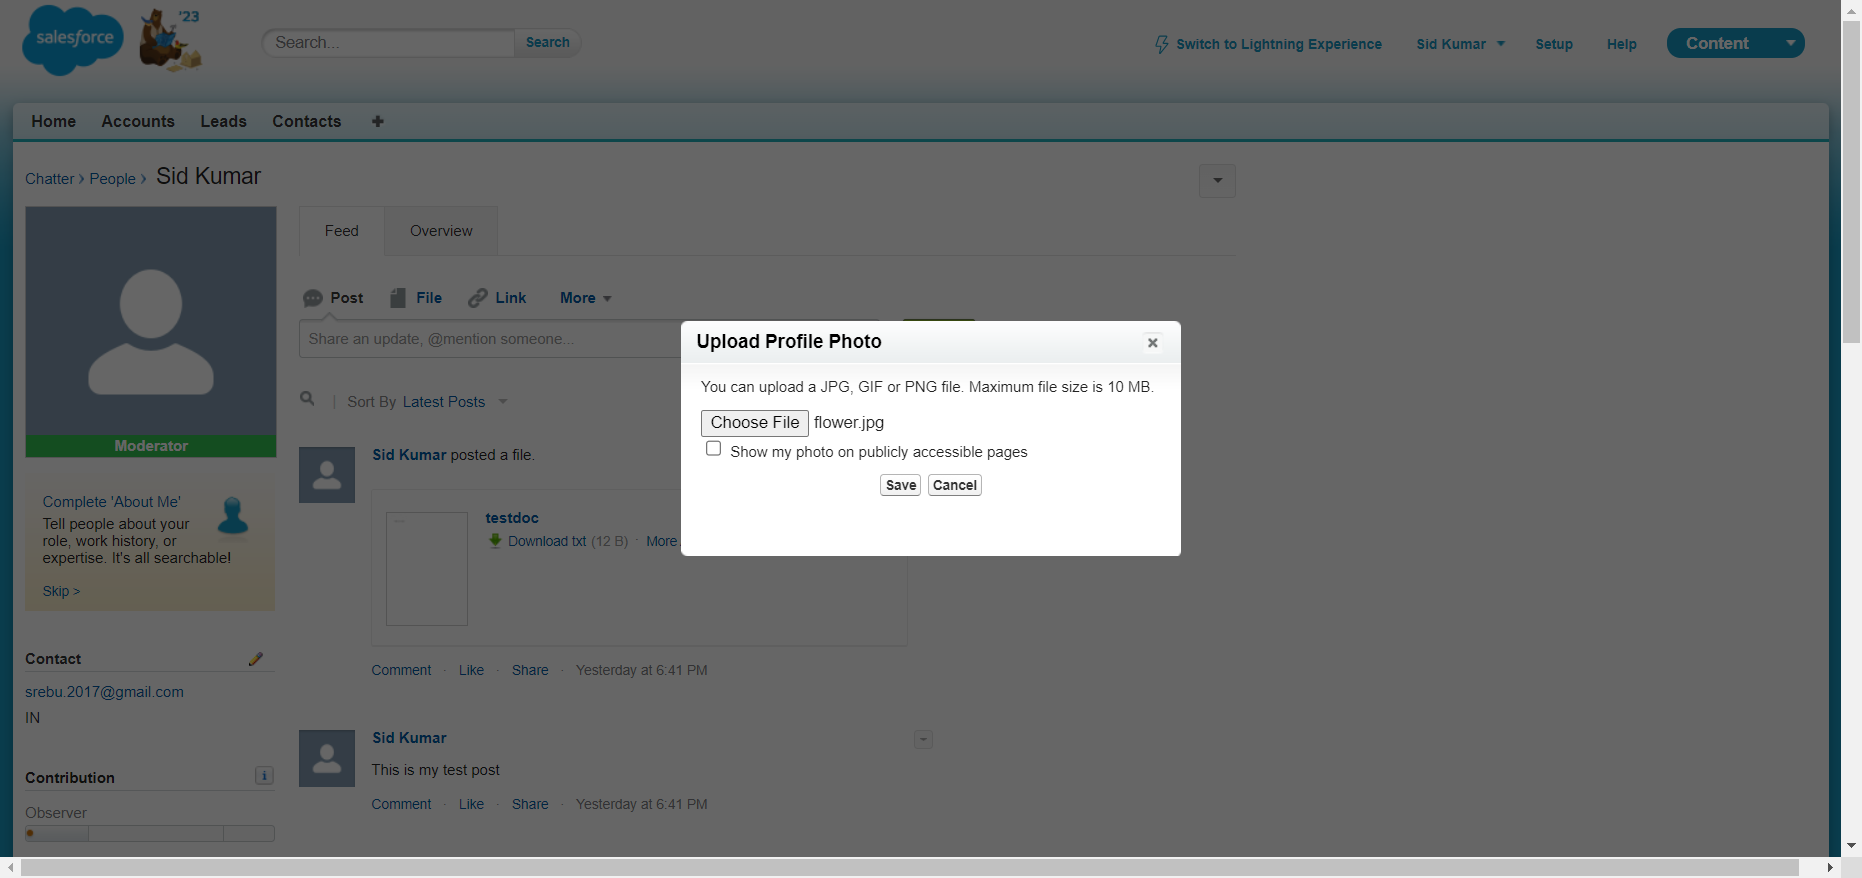 salesforce
'23
Search...
Search
Switch to Lightning Experience
Sid Kumar
Setup
Help
Content
Home
Accounts
Leads
Contacts
Chatter › People › Sid Kumar
Moderator
Complete 'About Me'
Tell people about your
role, work history, or
expertise. It's all searchable!
Skip >
Contact
srebu.2017@gmail.com
IN
Contribution
i
Observer
Feed
Overview
Post
File
Link
More
Share an update, @mention someone...
| Sort By Latest Posts
Sid Kumar posted a file.
testdoc
Download txt (12 B) · More
Comment · Like · Share · Yesterday at 6:41 PM
Sid Kumar
This is my test post
Comment · Like · Share · Yesterday at 6:41 PM
Upload Profile Photo
You can upload a JPG, GIF or PNG file. Maximum file size is 10 MB.
Choose File flower.jpg
Show my photo on publicly accessible pages
Save
Cancel